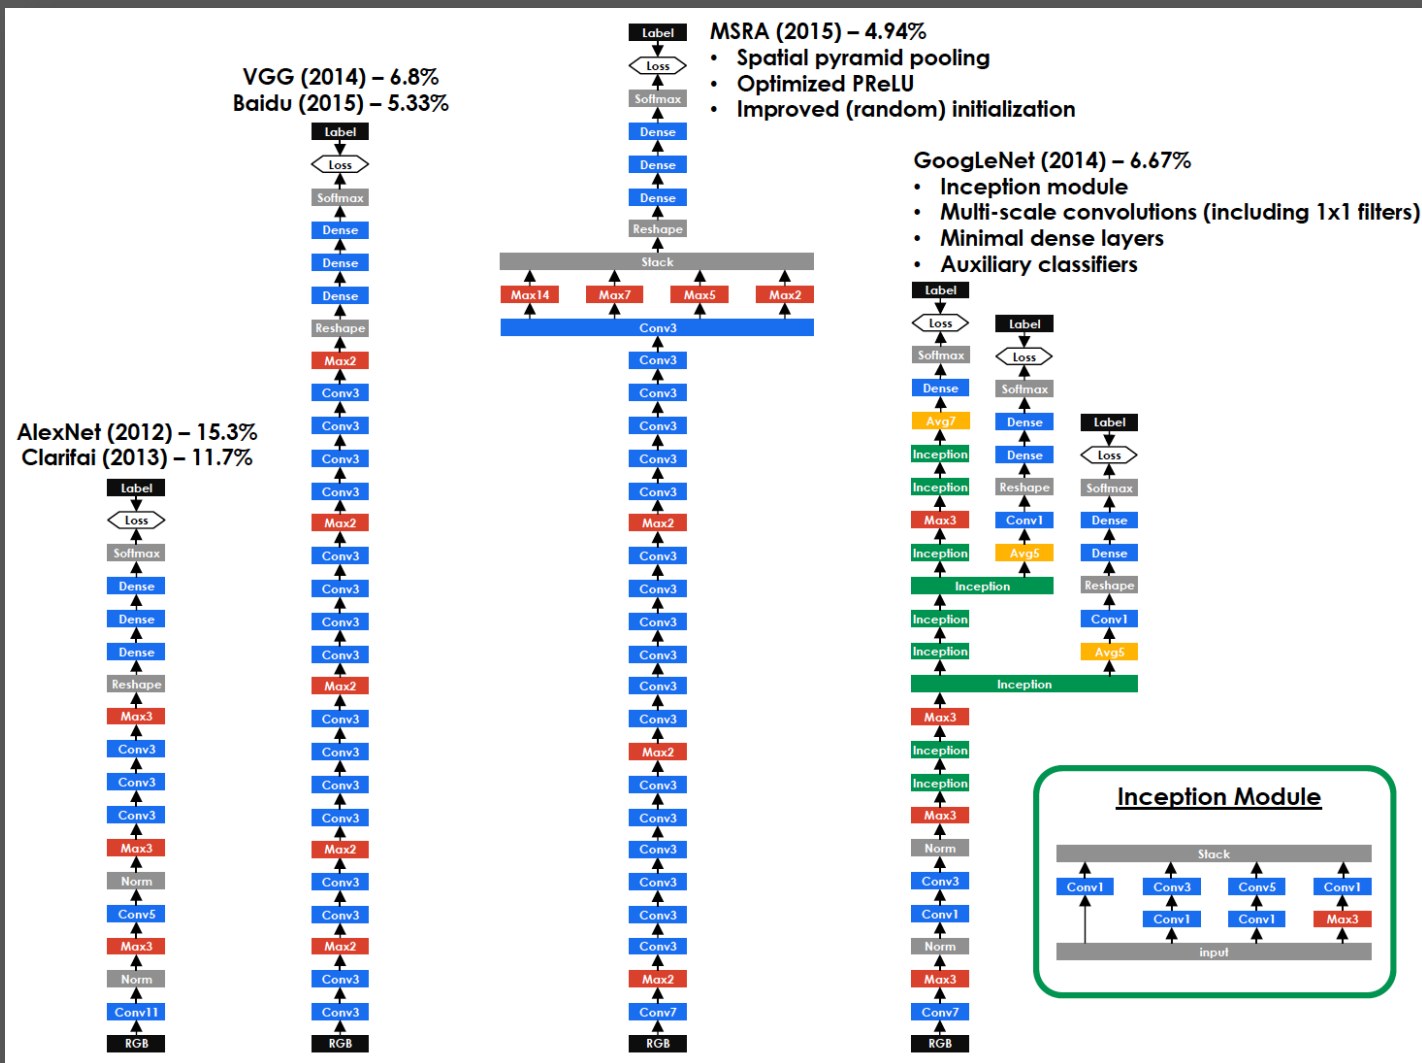 AlexNet (2012) – 15.3%
Clarifai (2013) – 11.7%
Label
Loss
Softmax
Dense
Dense
Dense
Reshape
Max3
Conv3
Conv3
Conv3
Max3
Norm
Conv5
Max3
Norm
Conv11
RGB
VGG (2014) – 6.8%
Baidu (2015) – 5.33%
Label
Loss
Softmax
Dense
Dense
Dense
Reshape
Max2
Conv3
Conv3
Conv3
Conv3
Max2
Conv3
Conv3
Conv3
Conv3
Max2
Conv3
Conv3
Conv3
Conv3
Max2
Conv3
Conv3
Max2
Conv3
Conv3
RGB
MSRA (2015) – 4.94%
• Spatial pyramid pooling
• Optimized PReLU
• Improved (random) initialization
Label
Loss
Softmax
Dense
Dense
Dense
Reshape
Stack
Max14 Max7 Max5 Max2
Conv3
Conv3
Conv3
Conv3
Conv3
Conv3
Max2
Conv3
Conv3
Conv3
Conv3
Conv3
Conv3
Max2
Conv3
Conv3
Conv3
Conv3
Conv3
Conv3
Max2
Conv7
RGB
GoogLeNet (2014) – 6.67%
• Inception module
• Multi-scale convolutions (including 1x1 filters)
• Minimal dense layers
• Auxiliary classifiers
Label
Loss
Softmax
Dense
Avg7
Inception
Inception
Max3
Inception
Inception
Inception
Inception
Inception
Max3
Inception
Inception
Max3
Norm
Conv3
Conv1
Norm
Max3
Conv7
RGB
Label
Loss
Softmax
Dense
Dense
Reshape
Conv1
Avg5
Label
Loss
Softmax
Dense
Dense
Reshape
Conv1
Avg5
Inception Module
Stack
Conv1 Conv3 Conv5 Conv1
Conv1 Conv1 Max3
input